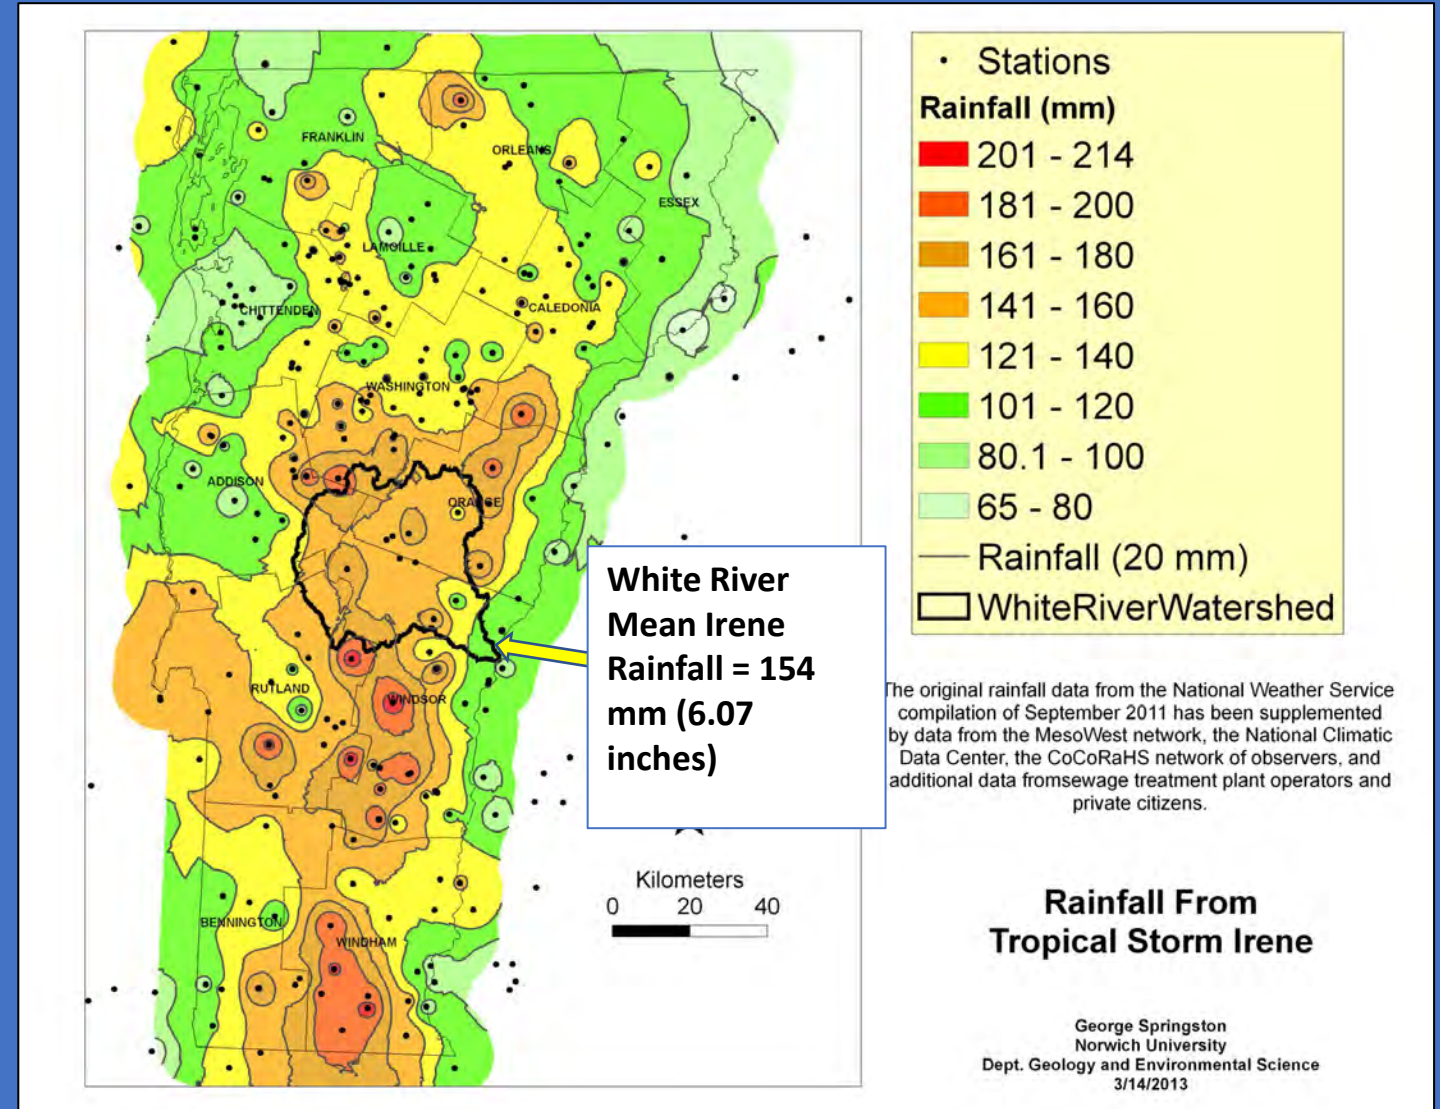 FRANKLIN
ORLEANS
ESSEX
LAMOILLE
CHITTENDEN
CALEDONIA
WASHINGTON
ADDISON
ORANGE
RUTLAND
WINDSOR
BENNINGTON
WINDHAM
White River
Mean Irene
Rainfall = 154
mm (6.07
inches)
Kilometers
0 20 40
Stations
Rainfall (mm)
201 - 214
181 - 200
161 - 180
141 - 160
121 - 140
101 - 120
80.1 - 100
65 - 80
Rainfall (20 mm)
WhiteRiverWatershed
The original rainfall data from the National Weather Service
compilation of September 2011 has been supplemented
by data from the MesoWest network, the National Climatic
Data Center, the CoCoRaHS network of observers, and
additional data fromsewage treatment plant operators and
private citizens.
Rainfall From
Tropical Storm Irene
George Springston
Norwich University
Dept. Geology and Environmental Science
3/14/2013